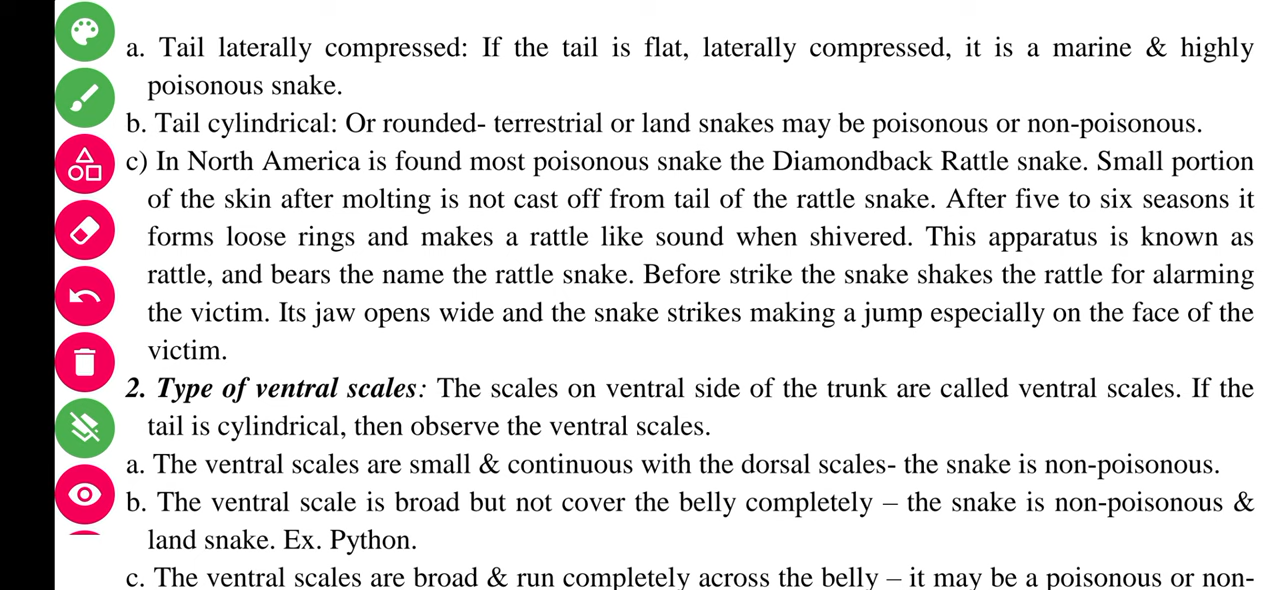 a. Tail laterally compressed: If the tail is flat, laterally compressed, it is a marine & highly
poisonous snake.
b. Tail cylindrical: Or rounded- terrestrial or land snakes may be poisonous or non-poisonous.
c) In North America is found most poisonous snake the Diamondback Rattle snake. Small portion
of the skin after molting is not cast off from tail of the rattle snake. After five to six seasons it
forms loose rings and makes a rattle like sound when shivered. This apparatus is known as
rattle, and bears the name the rattle snake. Before strike the snake shakes the rattle for alarming
the victim. Its jaw opens wide and the snake strikes making a jump especially on the face of the
victim.
2. Type of ventral scales: The scales on ventral side of the trunk are called ventral scales. If the
tail is cylindrical, then observe the ventral scales.
a. The ventral scales are small & continuous with the dorsal scales- the snake is non-poisonous.
b. The ventral scale is broad but not cover the belly completely – the snake is non-poisonous &
land snake. Ex. Python.
c. The ventral scales are broad & run completely across the belly – it may be a poisonous or non-